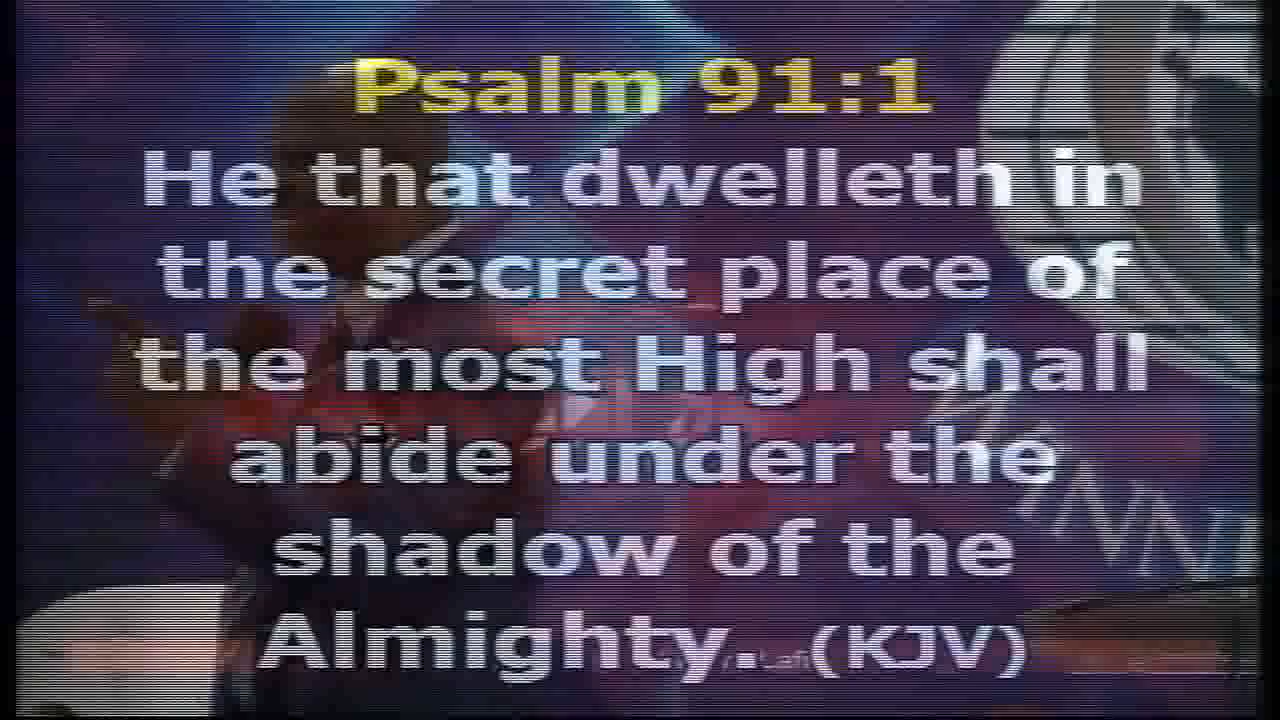 Psalm 91:1
He that dwelleth in
the secret place of
the most High shall
abide under the
shadow of the
Almighty. (KJV)